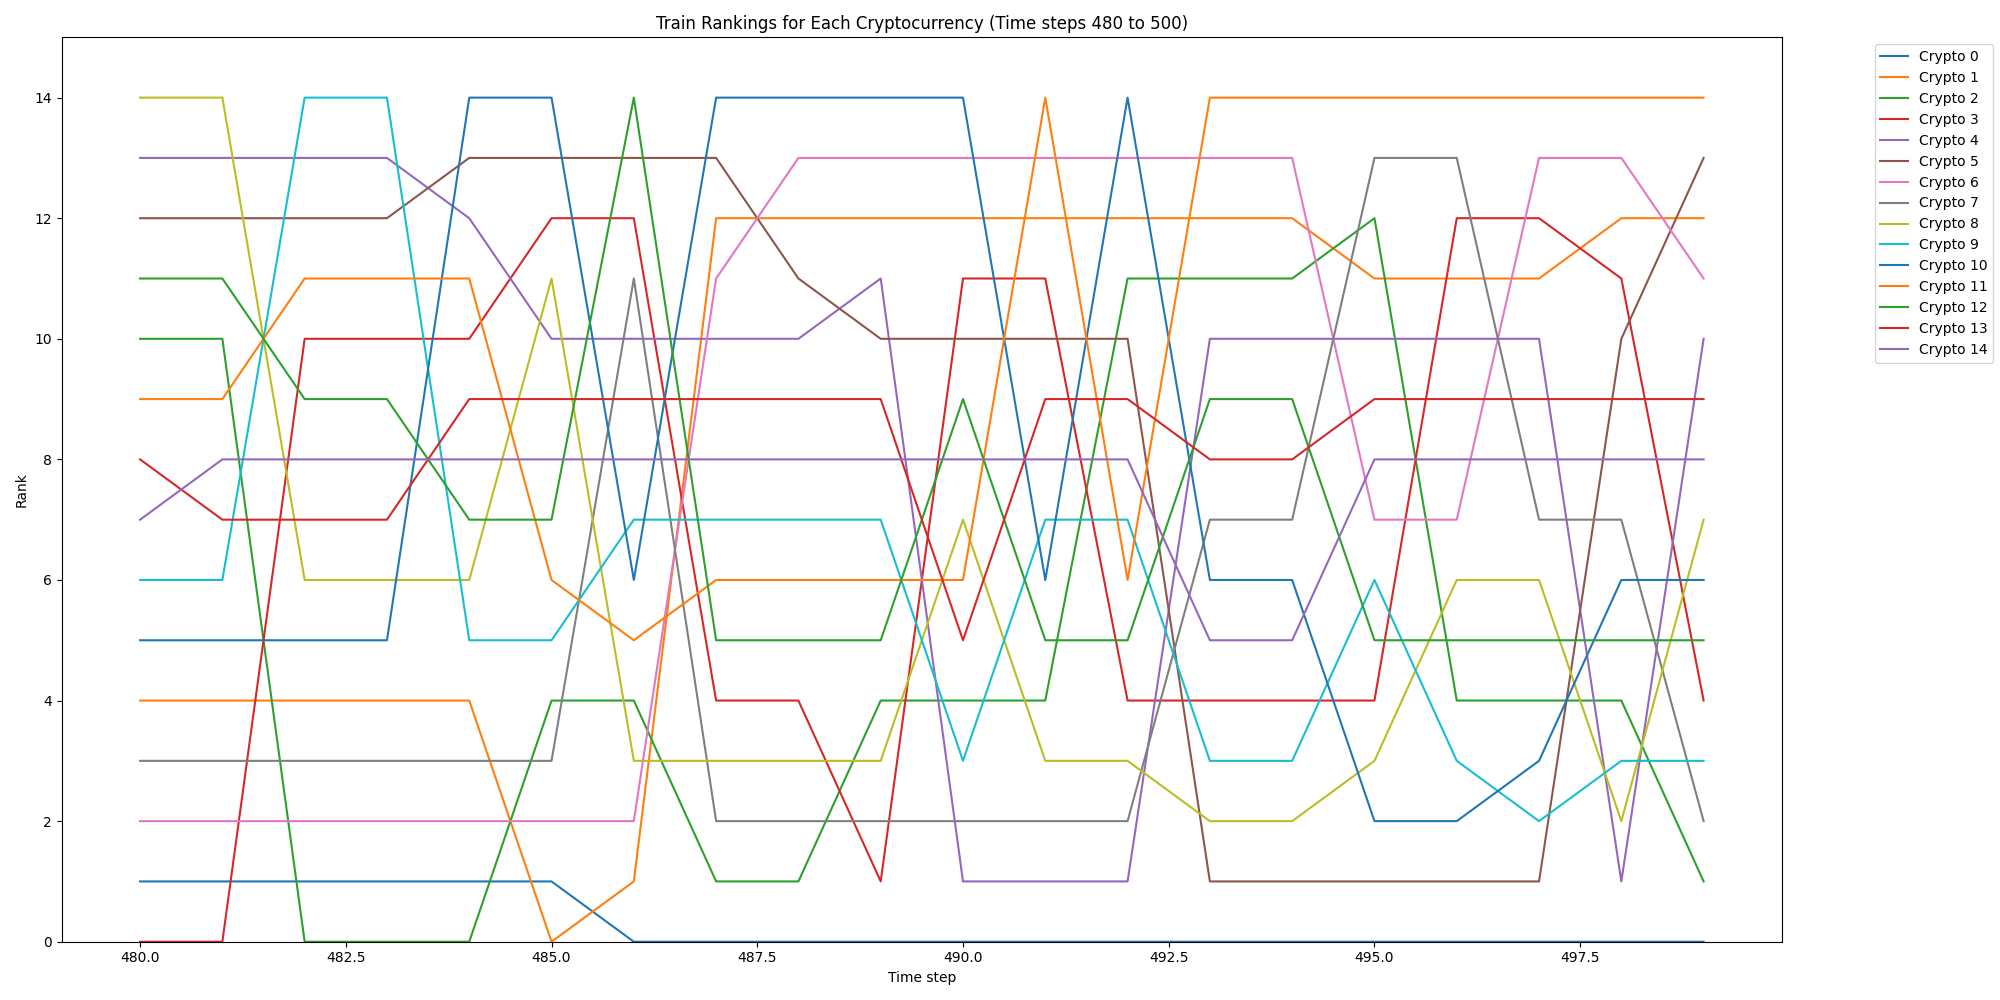 Train Rankings for Each Cryptocurrency (Time steps 480 to 500)
Rank
14
12
10
8
6
4
2
0
480.0 482.5 485.0 487.5 490.0 492.5 495.0 497.5
Time step
Crypto 0
Crypto 1
Crypto 2
Crypto 3
Crypto 4
Crypto 5
Crypto 6
Crypto 7
Crypto 8
Crypto 9
Crypto 10
Crypto 11
Crypto 12
Crypto 13
Crypto 14